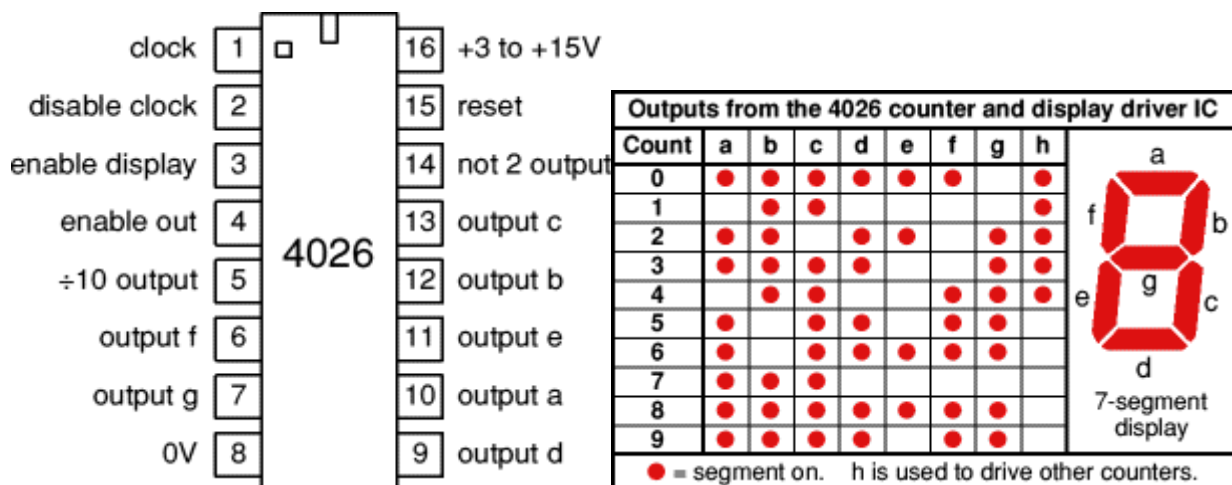 clock 1 16 +3 to +15V
disable clock 2 15 reset
enable display 3 14 not 2 output
enable out 4 13 output c
4026
÷10 output 5 12 output b
output f 6 11 output e
output g 7 10 output a
0V 8 9 output d
Outputs from the 4026 counter and display driver IC
Count a b c d e f g h
0
1
2
3
4
5
6
7
8
9
a
f b
g
e c
d
7-segment
display
= segment on. h is used to drive other counters.